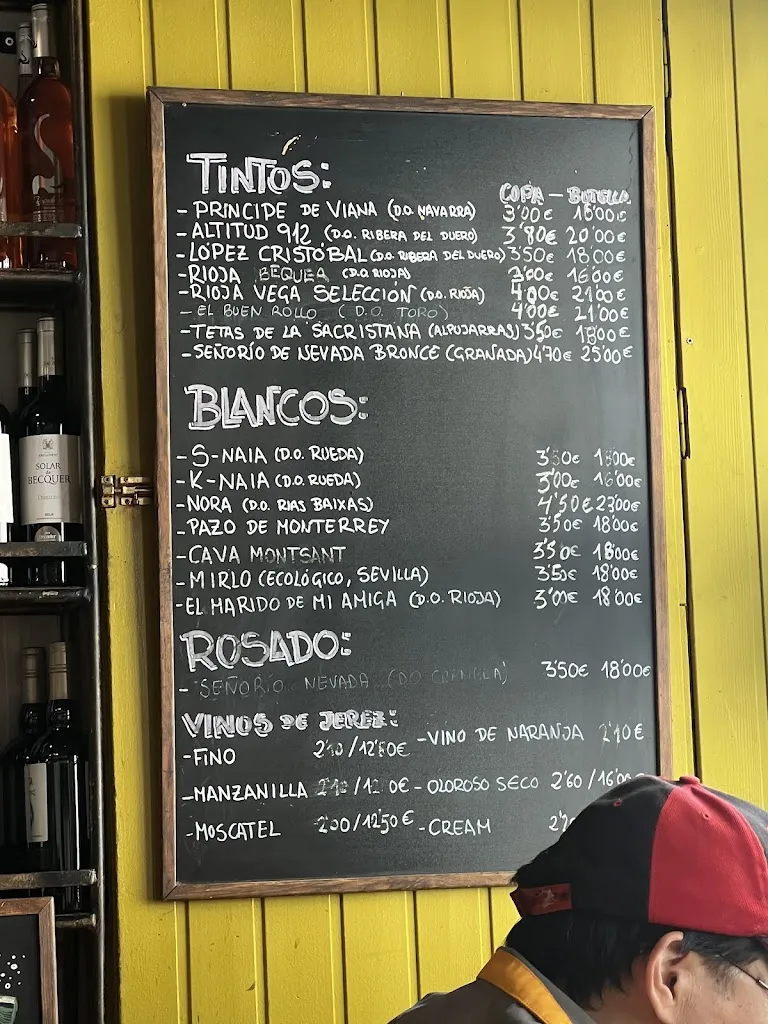 TINTOS:
COPA — BOTELLA
- PRINCIPE DE VIANA (D.O. NAVARRA) 3'00€ 16'00€
- ALTITUD 912 (D.O. RIBERA DEL DUERO) 3'80€ 20'00€
- LÓPEZ CRISTÓBAL (D.O. RIBERA DEL DUERO) 3'50€ 18'00€
- RIOJA BÉQUER (D.O. RIOJA) 3'00€ 16'00€
- RIOJA VEGA SELECCIÓN (D.O. RIOJA) 4'00€ 21'00€
- EL BUEN ROLLO (D.O. TORO) 4'00€ 21'00€
- TETAS DE LA SACRISTANA (ALPUJARRAS) 3'50€ 18'00€
- SEÑORÍO DE NEVADA BRONCE (GRANADA) 4'70€ 25'00€
BLANCOS:
- S-NAIA (D.O. RUEDA) 3'50€
- K-NAIA (D.O. RUEDA) 3'00€ 16'00€
- NORA (D.O. RIAS BAIXAS) 4'50€ 23'00€
- PAZO DE MONTERREY 3'50€ 18'00€
- CAVA MONTSANT 3'50€ 18'00€
- MIRLO (ECOLÓGICO, SEVILLA) 3'50€ 18'00€
- EL MARIDO DE MI AMIGA (D.O. RIOJA) 3'00€ 18'00€
ROSADO:
- SEÑORÍO NEVADA (DO GRANADA) 3'50€ 18'00€
VINOS DE JEREZ:
- VINO DE NARANJA 2'10€
- FINO 2'10/12'50€
- MANZANILLA - OLOROSO SECO 2'60/16'00
- MOSCATEL 2'00/12'50€ - CREAM
SOLAR
de
BECQUER